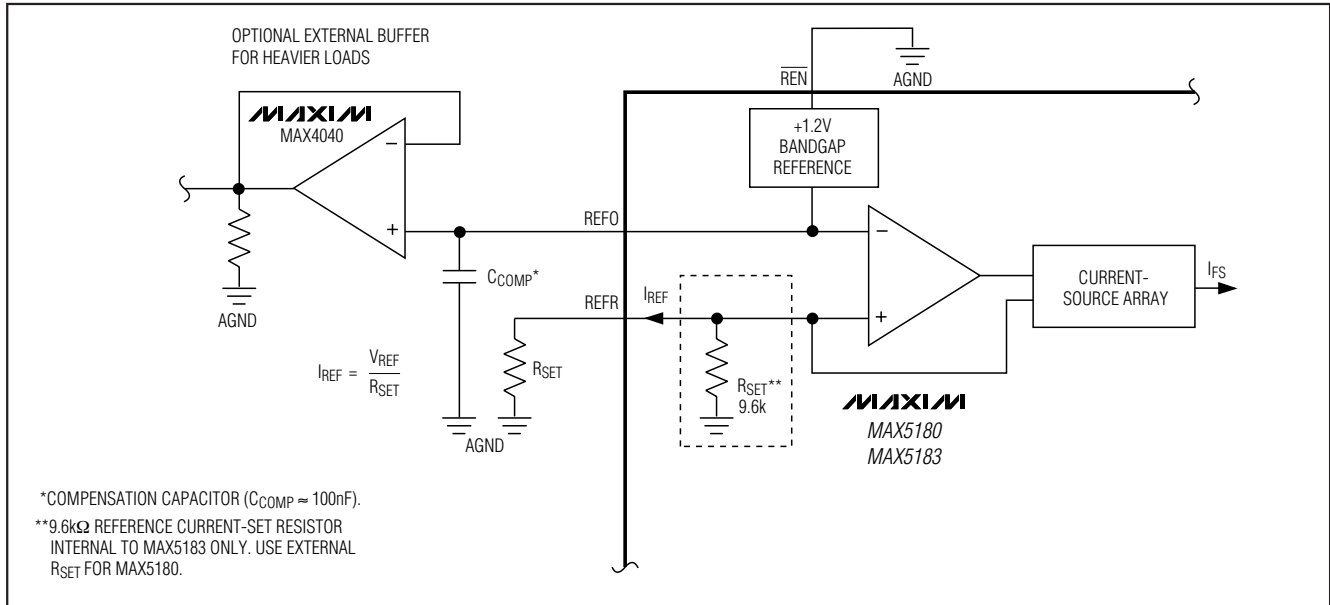 OPTIONAL EXTERNAL BUFFER
FOR HEAVIER LOADS
MAXIM
MAX4040
−
+
AGND
REN
AGND
+1.2V
BANDGAP
REFERENCE
REFO
−
+
CCOMP*
REFR
IREF
RSET
IREF = VREF
RSET
AGND
RSET**
9.6k
CURRENT-
SOURCE ARRAY
IFS
MAXIM
MAX5180
MAX5183
*COMPENSATION CAPACITOR (CCOMP ≈ 100nF).
**9.6kΩ REFERENCE CURRENT-SET RESISTOR
INTERNAL TO MAX5183 ONLY. USE EXTERNAL
RSET FOR MAX5180.